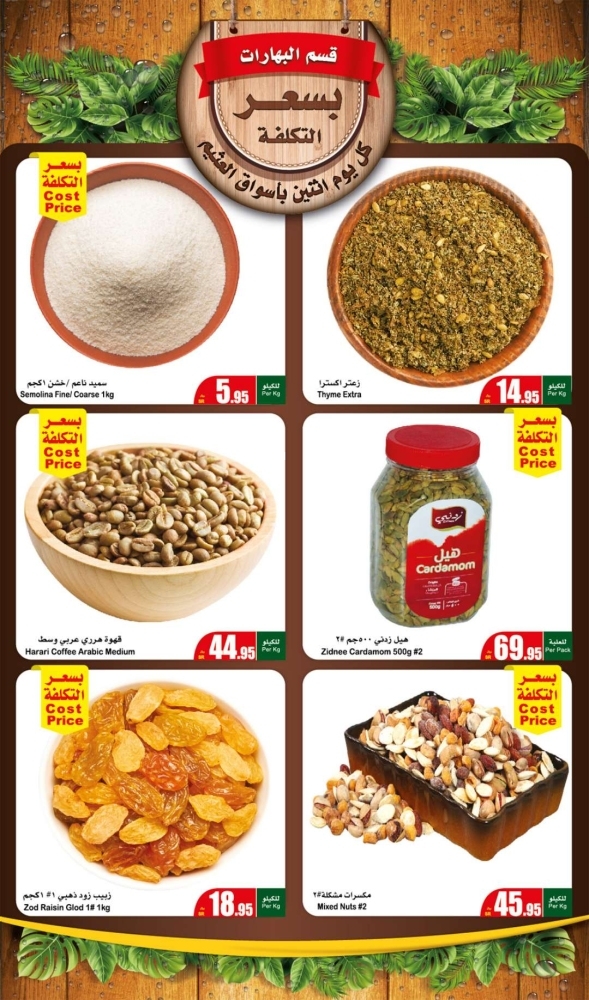 قسم البهارات
بسعر
التكلفة
كل يوم اثنين بأسواق العثيم
بسعر
التكلفة
Cost
Price
سميد ناعم /خشن ١كجم
Semolina Fine/ Coarse 1kg
5.95
للكيلو
Per Kg
زعتر اكسترا
Thyme Extra
14.95
للكيلو
Per Kg
بسعر
التكلفة
Cost
Price
قهوة هرري عربي وسط
Harari Coffee Arabic Medium
44.95
للكيلو
Per Kg
بسعر
التكلفة
Cost
Price
زدني
هيل
Cardamom
هيل زدني ٥٠٠جم #٢
Zidnee Cardamom 500g #2
69.95
للعلبة
Per Pack
بسعر
التكلفة
Cost
Price
زبيب زود ذهبي #١ ١كجم
Zod Raisin Glod 1# 1kg
18.95
للكيلو
Per Kg
بسعر
التكلفة
Cost
Price
مكسرات مشكلة#٢
Mixed Nuts #2
45.95
للكيلو
Per Kg